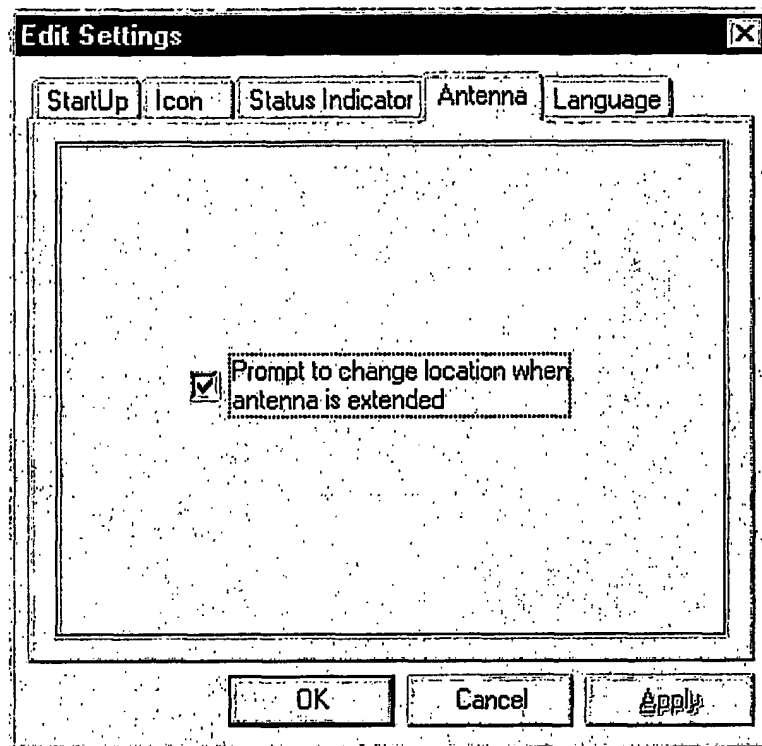 Edit Settings
StartUp Icon Status Indicator Antenna Language
Prompt to change location when
antenna is extended
OK Cancel Apply